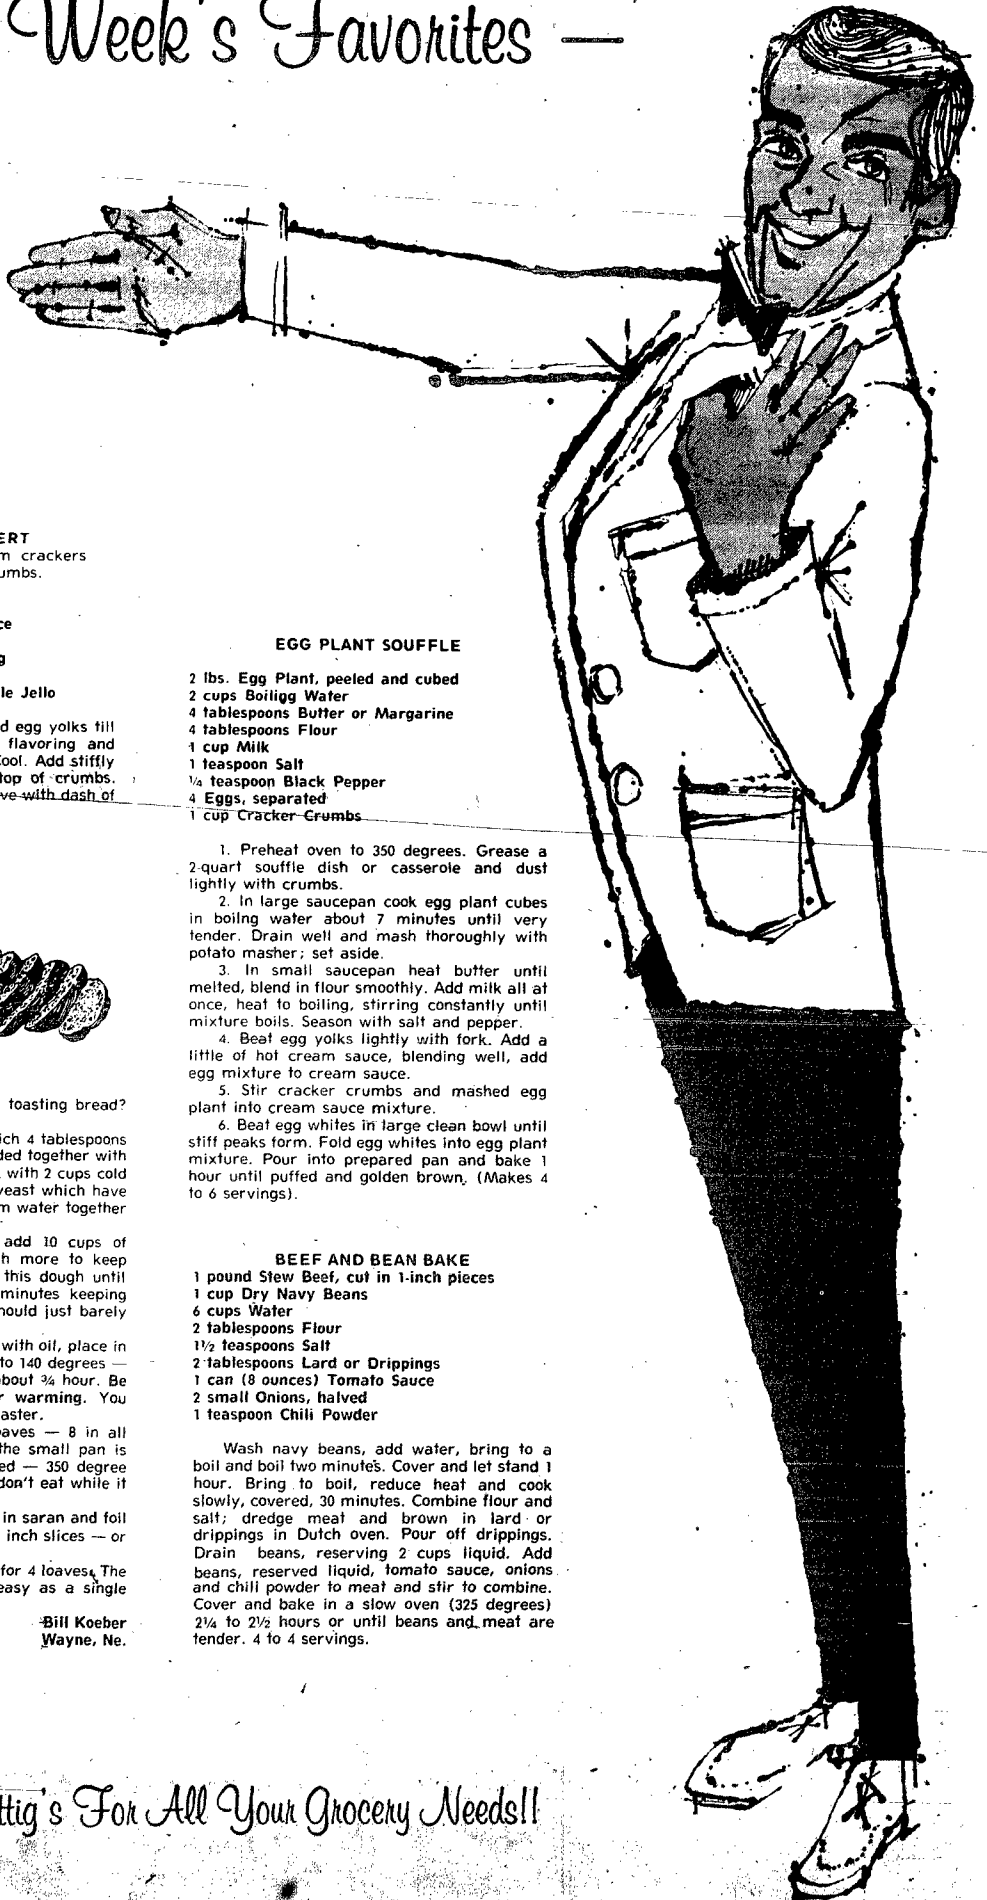 Week's Favorites —
ERT
m crackers
umbs.
ce
g
le Jello
d egg yolks till
flavoring and
Cool. Add stiffly
top of crumbs.
ve with dash of
toasting bread?
ich 4 tablespoons
ded together with
with 2 cups cold
yeast which have
m water together
add 10 cups of
h more to keep
this dough until
minutes keeping
hould just barely
with oil, place in
to 140 degrees —
about ¾ hour. Be
r warming. You
aster.
aves — 8 in all
the small pan is
ed — 350 degree
don't eat while it
in saran and foil
inch slices — or
for 4 loaves. The
easy as a single
Bill Koeber
Wayne, Ne.
EGG PLANT SOUFFLE
2 lbs. Egg Plant, peeled and cubed
2 cups Boiling Water
4 tablespoons Butter or Margarine
4 tablespoons Flour
1 cup Milk
1 teaspoon Salt
¼ teaspoon Black Pepper
4 Eggs, separated
1 cup Cracker Crumbs
1. Preheat oven to 350 degrees. Grease a
2-quart souffle dish or casserole and dust
lightly with crumbs.
2. In large saucepan cook egg plant cubes
in boilng water about 7 minutes until very
tender. Drain well and mash thoroughly with
potato masher; set aside.
3. In small saucepan heat butter until
melted, blend in flour smoothly. Add milk all at
once, heat to boiling, stirring constantly until
mixture boils. Season with salt and pepper.
4. Beat egg yolks lightly with fork. Add a
little of hot cream sauce, blending well, add
egg mixture to cream sauce.
5. Stir cracker crumbs and mashed egg
plant into cream sauce mixture.
6. Beat egg whites in large clean bowl until
stiff peaks form. Fold egg whites into egg plant
mixture. Pour into prepared pan and bake 1
hour until puffed and golden brown. (Makes 4
to 6 servings).
BEEF AND BEAN BAKE
1 pound Stew Beef, cut in 1-inch pieces
1 cup Dry Navy Beans
6 cups Water
2 tablespoons Flour
1½ teaspoons Salt
2 tablespoons Lard or Drippings
1 can (8 ounces) Tomato Sauce
2 small Onions, halved
1 teaspoon Chili Powder
Wash navy beans, add water, bring to a
boil and boil two minutes. Cover and let stand 1
hour. Bring to boil, reduce heat and cook
slowly, covered, 30 minutes. Combine flour and
salt; dredge meat and brown in lard or
drippings in Dutch oven. Pour off drippings.
Drain beans, reserving 2 cups liquid. Add
beans, reserved liquid, tomato sauce, onions
and chili powder to meat and stir to combine.
Cover and bake in a slow oven (325 degrees)
2¼ to 2½ hours or until beans and meat are
tender. 4 to 4 servings.
ttig's For All Your Grocery Needs!!